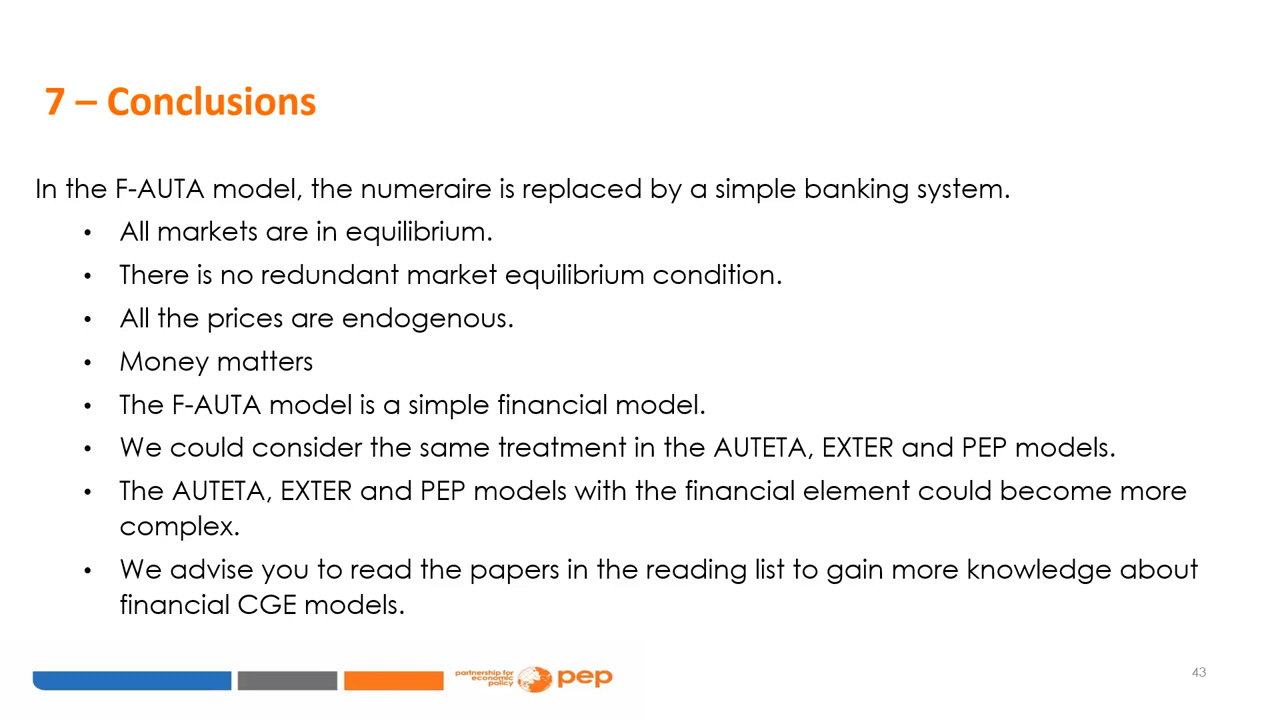 7 – Conclusions
In the F-AUTA model, the numeraire is replaced by a simple banking system.
• All markets are in equilibrium.
• There is no redundant market equilibrium condition.
• All the prices are endogenous.
• Money matters
• The F-AUTA model is a simple financial model.
• We could consider the same treatment in the AUTETA, EXTER and PEP models.
• The AUTETA, EXTER and PEP models with the financial element could become more
complex.
• We advise you to read the papers in the reading list to gain more knowledge about
financial CGE models.
partnership for
economic
policy
pep
43